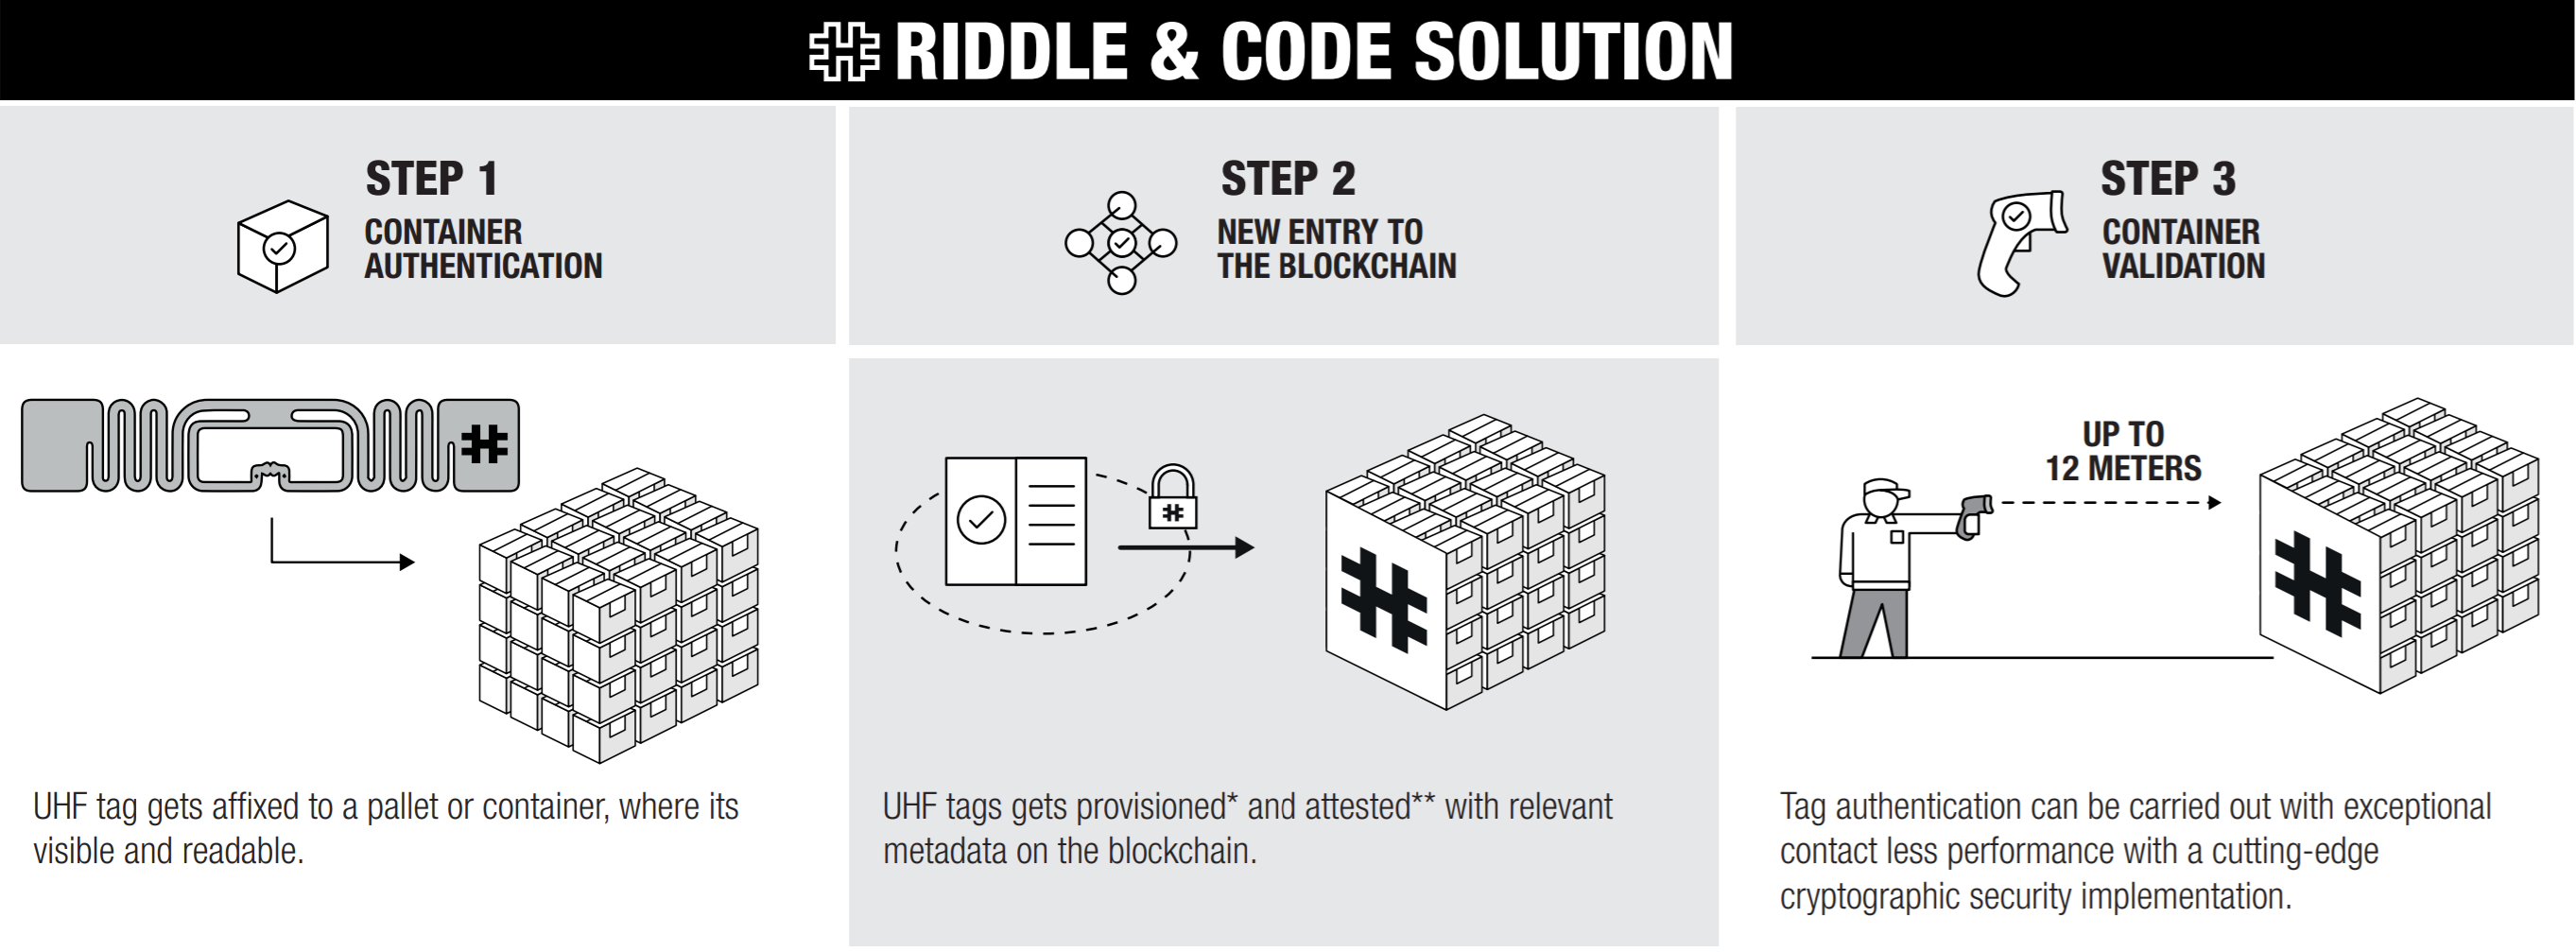 RIDDLE & CODE SOLUTION
STEP 1
CONTAINER
AUTHENTICATION
UHF tag gets affixed to a pallet or container, where its
visible and readable.
STEP 2
NEW ENTRY TO
THE BLOCKCHAIN
UHF tags gets provisioned* and attested** with relevant
metadata on the blockchain.
STEP 3
CONTAINER
VALIDATION
UP TO
12 METERS
Tag authentication can be carried out with exceptional
contact less performance with a cutting-edge
cryptographic security implementation.